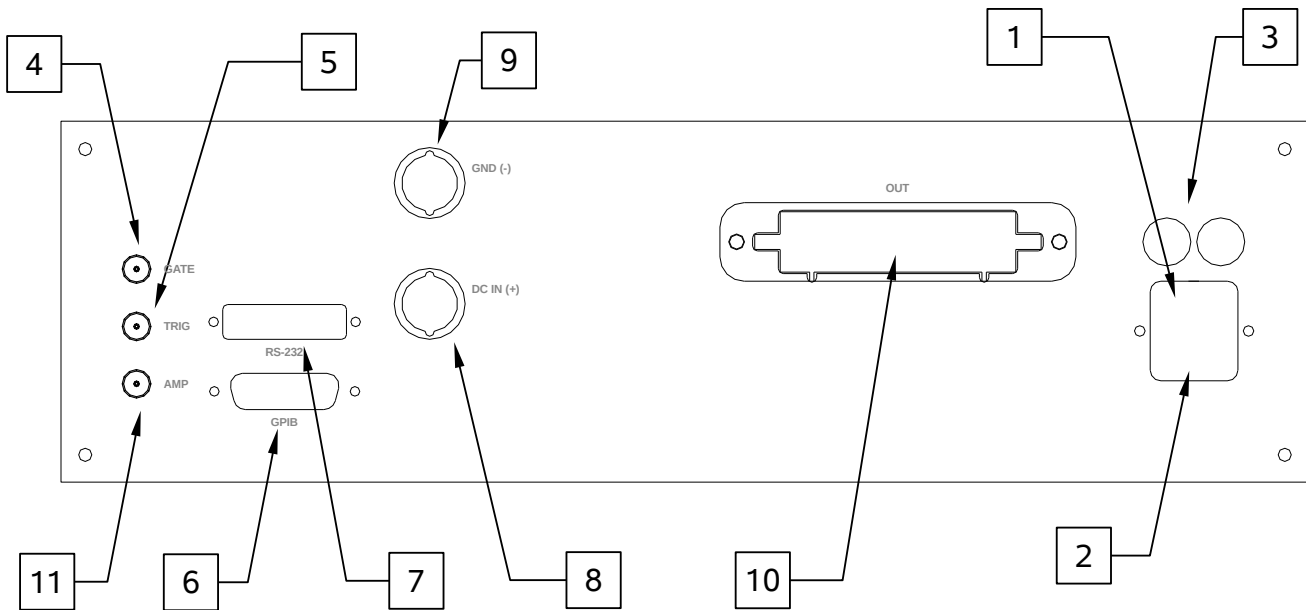 1
3
4
5
9
GND (-)
OUT
GATE
DC IN (+)
TRIG
RS-232
AMP
GPIB
11
6
7
8
10
2